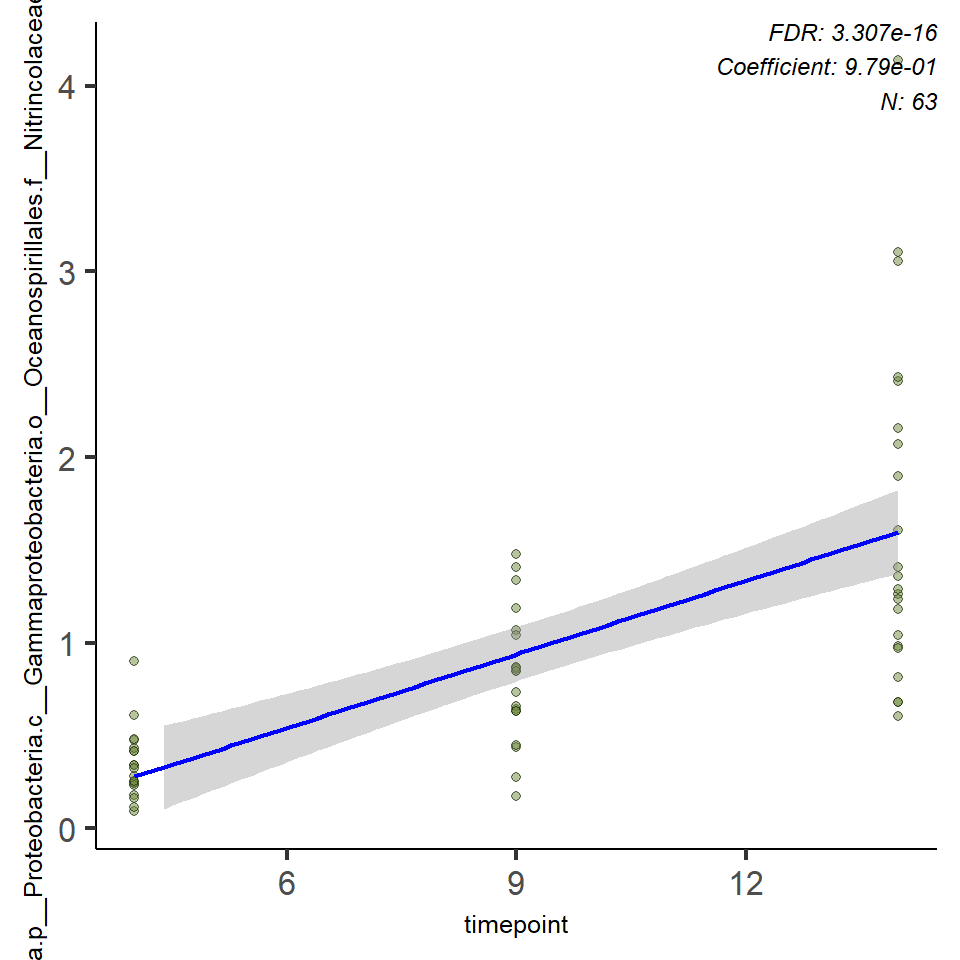 FDR: 3.307e-16
Coefficient: 9.79e-01
N: 63
a.p__Proteobacteria.c__Gammaproteobacteria.o__Oceanospirillales.f__Nitrincolaceae
4
3
2
1
0
6 9 12
timepoint